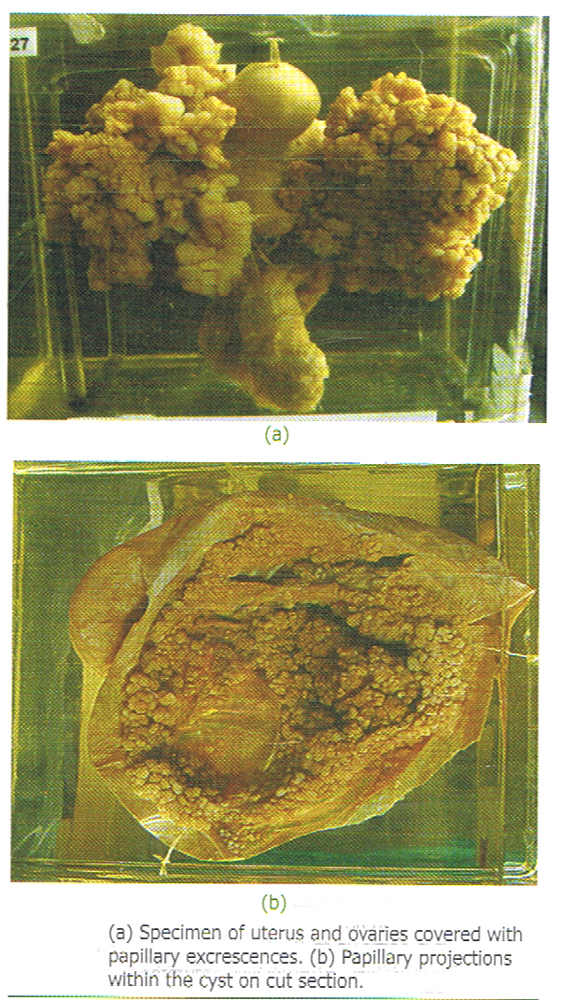 27
(a)
(b)
(a) Specimen of uterus and ovaries covered with
papillary excrescences. (b) Papillary projections
within the cyst on cut section.